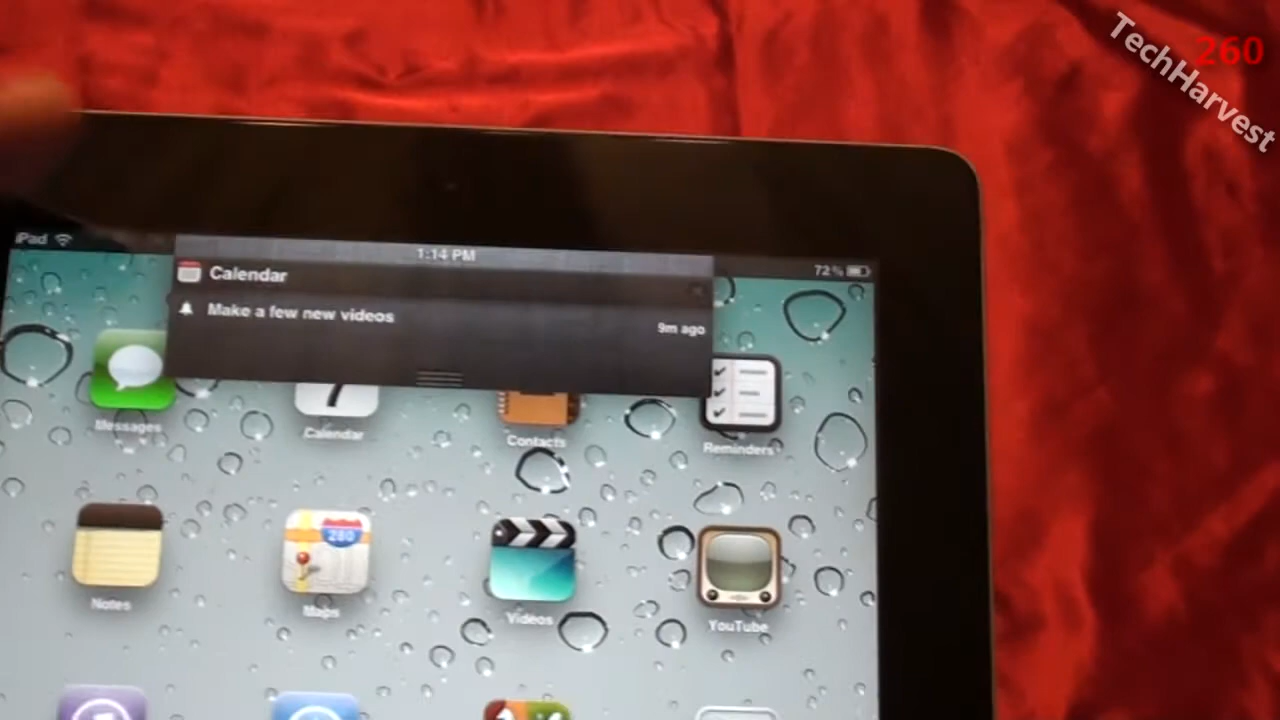 TechHarvest
260
iPad
1:14 PM
72%
Calendar
Make a few new videos
9m ago
7
Messages
Calendar
Contacts
Reminders
280
Notes
Maps
Videos
YouTube